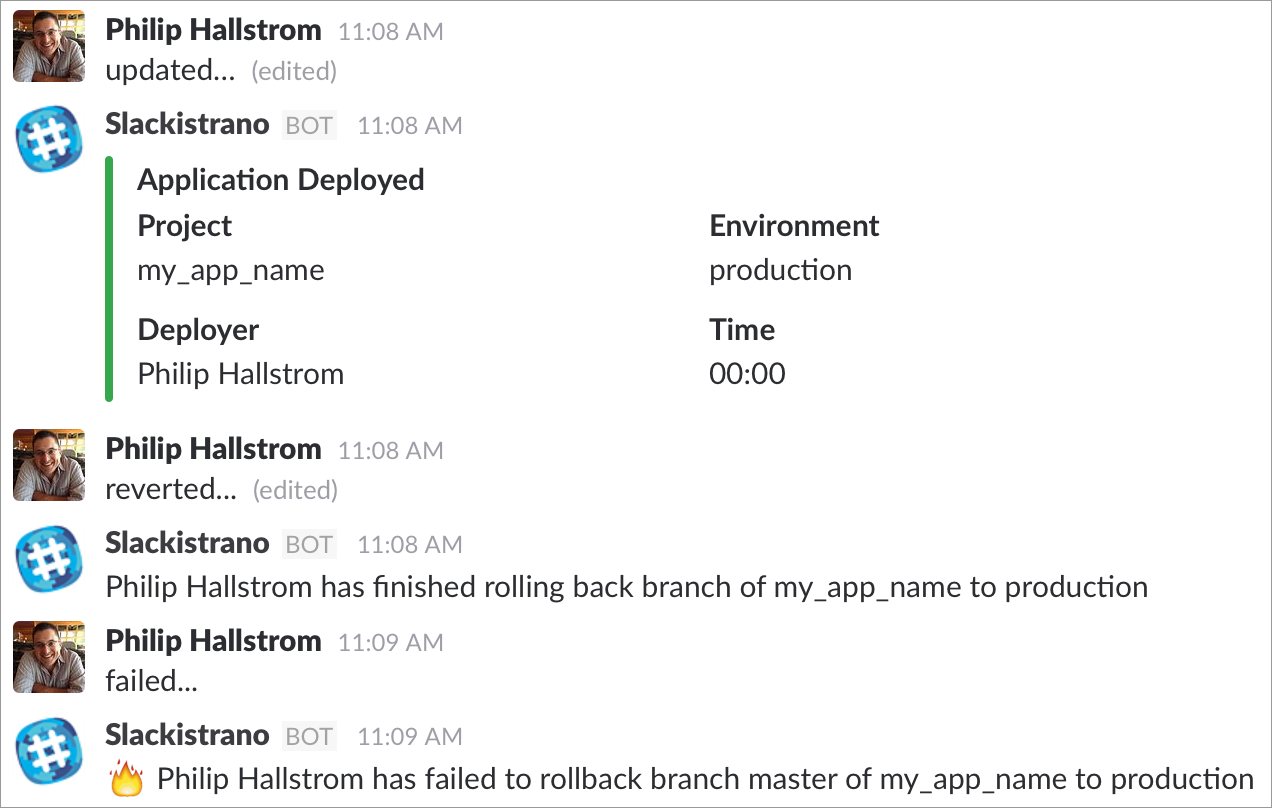 Philip Hallstrom 11:08 AM
updated... (edited)
Slackistrano BOT 11:08 AM
Application Deployed
Project Environment
my_app_name production
Deployer Time
Philip Hallstrom 00:00
Philip Hallstrom 11:08 AM
reverted... (edited)
Slackistrano BOT 11:08 AM
Philip Hallstrom has finished rolling back branch of my_app_name to production
Philip Hallstrom 11:09 AM
failed...
Slackistrano BOT 11:09 AM
🔥 Philip Hallstrom has failed to rollback branch master of my_app_name to production